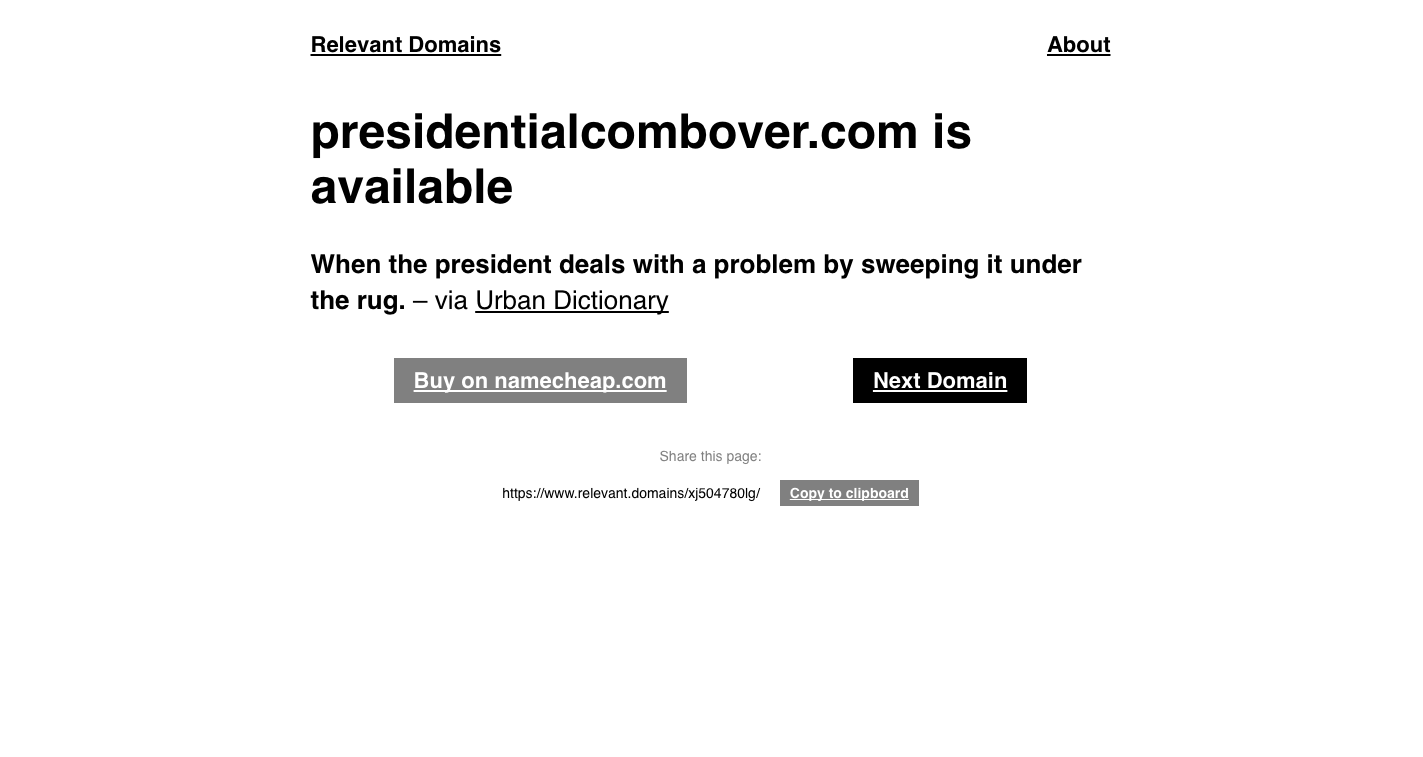 Relevant Domains
About
presidentialcombover.com is
available
When the president deals with a problem by sweeping it under
the rug. – via Urban Dictionary
Buy on namecheap.com
Next Domain
Share this page:
https://www.relevant.domains/xj504780lg/
Copy to clipboard